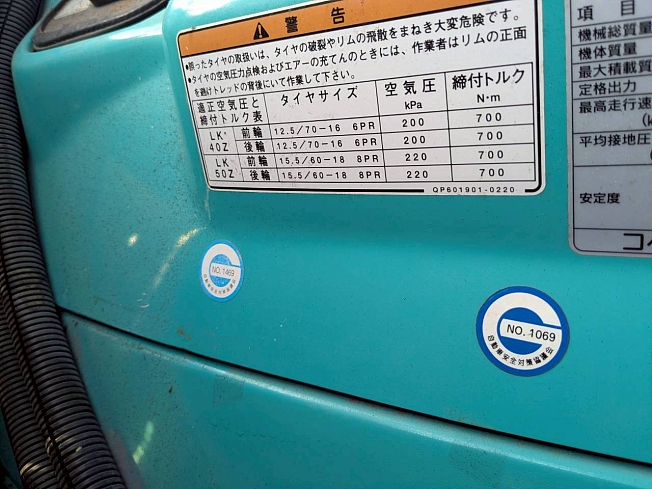 警告
●誤ったタイヤの取扱いは、タイヤの破裂やリムの飛散をまねき大変危険です。
●タイヤの空気圧力点検およびエアーの充てんのときには、作業者はリムの正面
を避けトレッドの背後にいて作業して下さい。
適正空気圧と
締付トルク表 タイヤサイズ 空気圧
kPa 締付トルク
N・m
LK-
40Z 前輪 12.5/70-16 6PR 200 700
後輪 12.5/70-16 6PR 200 700
LK
50Z 前輪 15.5/60-18 8PR 220 700
後輪 15.5/60-18 8PR 220 700
QP601901-0220
項目
機械総質量
機体質量
最大積載質
定格出力
最高走行速
平均接地圧
安定度
コベ
NO. 1469
NO. 1069
自動車安全対策協議会